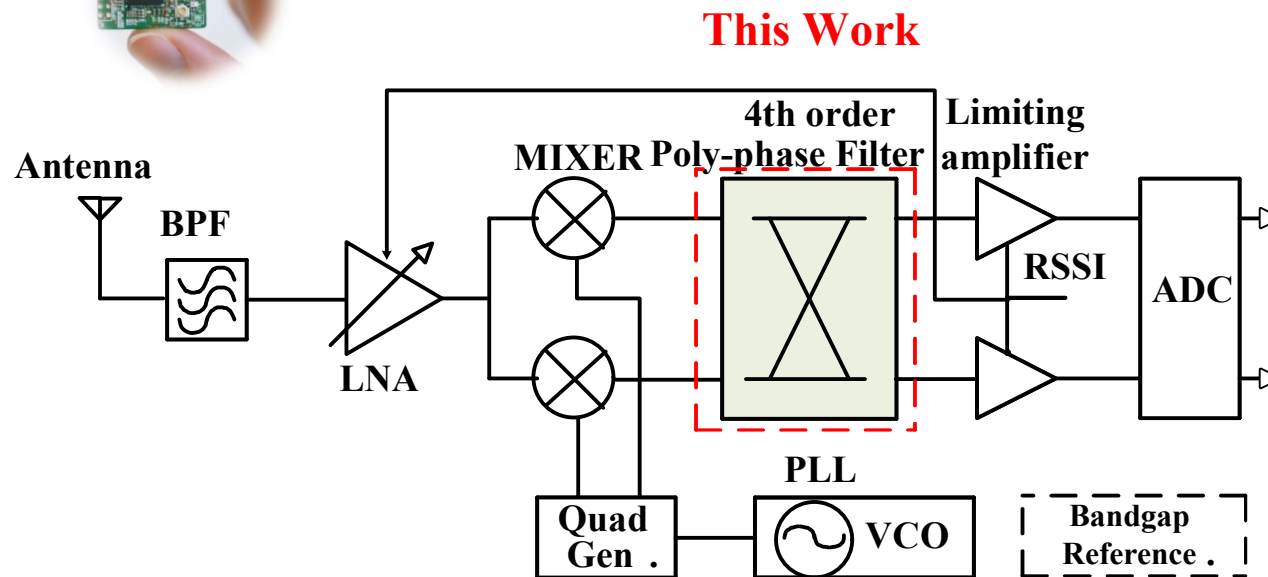 This Work
4th order
Poly-phase Filter
Limiting
amplifier
Antenna
MIXER
BPF
RSSI
ADC
LNA
PLL
Quad
Gen .
VCO
Bandgap
Reference .